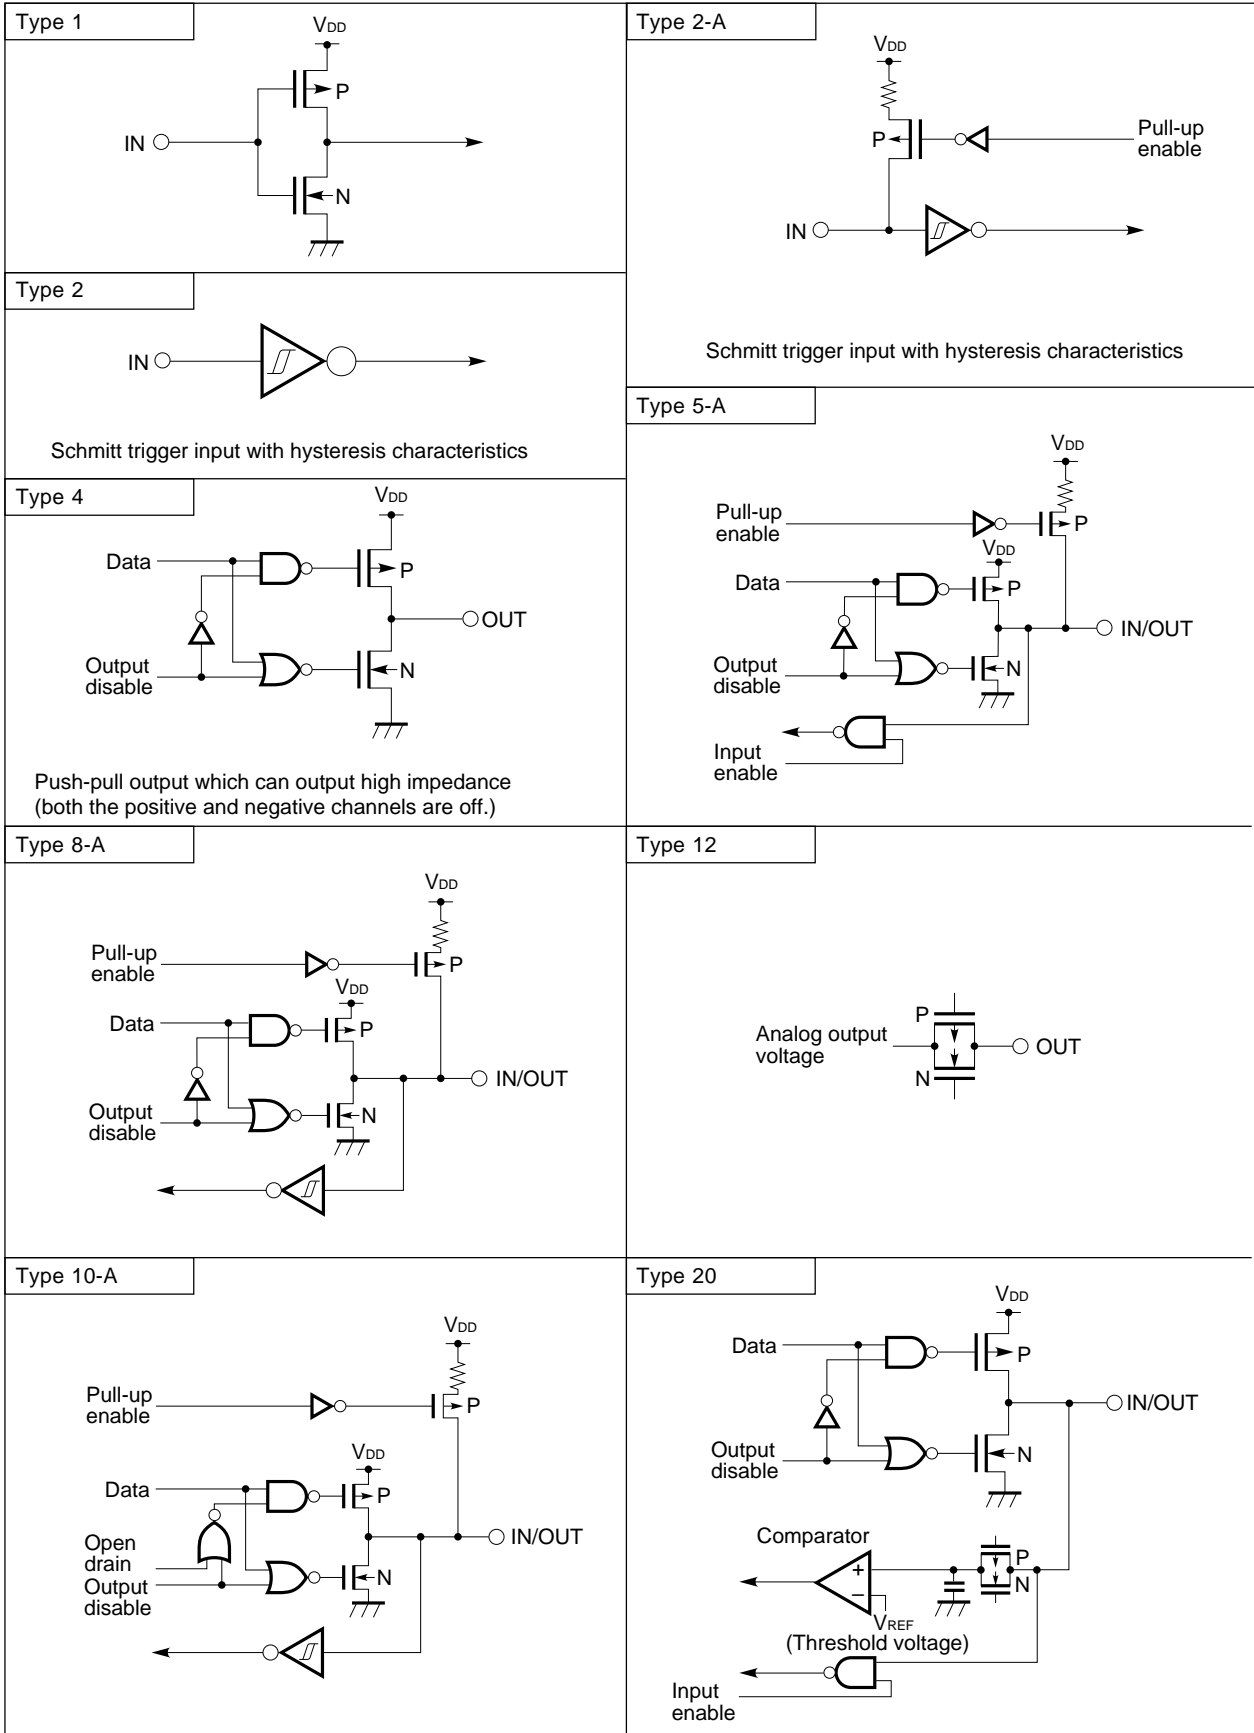 Type 1
VDD
P
IN
N
Type 2
IN
Schmitt trigger input with hysteresis characteristics
Type 4
VDD
Data
P
OUT
Output
disable
N
Push-pull output which can output high impedance
(both the positive and negative channels are off.)
Type 2-A
VDD
P
Pull-up
enable
IN
Schmitt trigger input with hysteresis characteristics
Type 5-A
VDD
Pull-up
enable
P
VDD
Data
P
IN/OUT
Output
disable
N
Input
enable
Type 8-A
VDD
Pull-up
enable
P
VDD
Data
P
IN/OUT
Output
disable
N
Type 12
P
Analog output
voltage
OUT
N
Type 10-A
VDD
Pull-up
enable
P
VDD
Data
P
IN/OUT
Open
drain
Output
disable
N
Type 20
VDD
Data
P
IN/OUT
Output
disable
N
Comparator
P
N
+
−
VREF
(Threshold voltage)
Input
enable